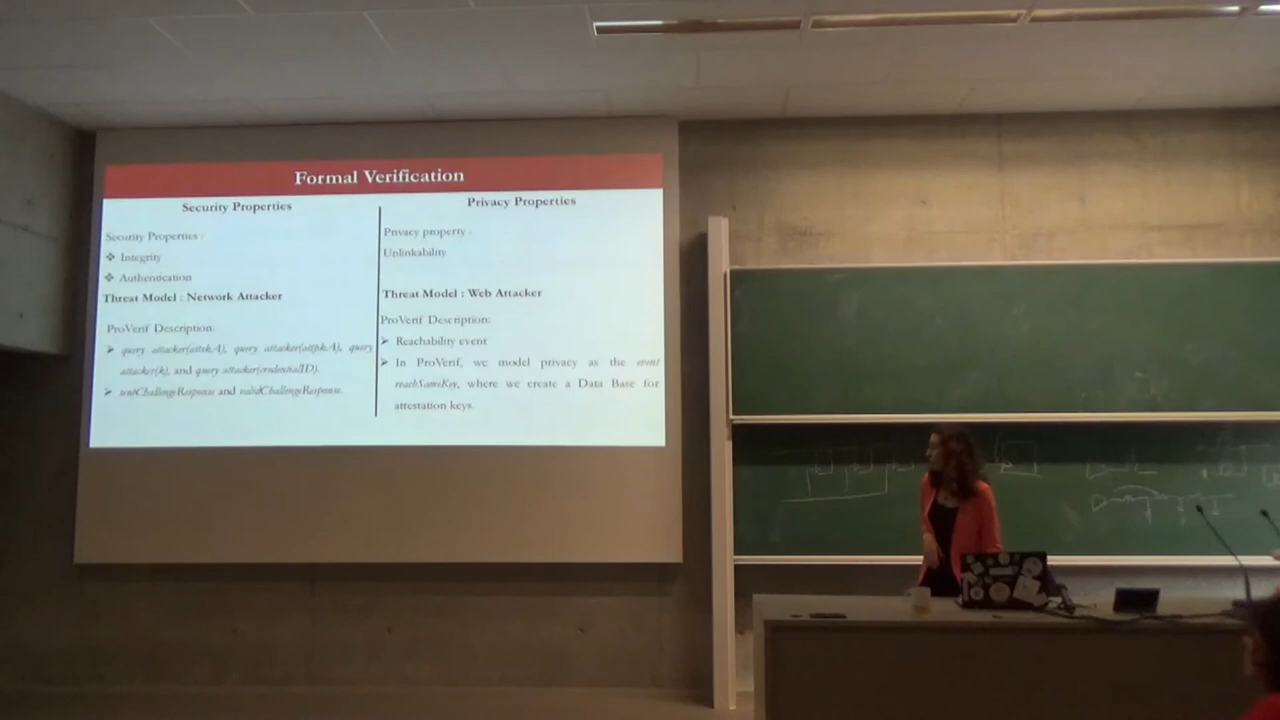 Formal Verification
Security Properties
Security Properties :
❖ Integrity
❖ Authentication
Threat Model : Network Attacker
ProVerif Description:
➢ query attacker(attskA), query attacker(attpkA), query
attacker(k), and query attacker(credentialID).
➢ sentChallengeResponse and validChallengeResponse.
Privacy Properties
Privacy property :
Unlinkability
Threat Model : Web Attacker
ProVerif Description:
➢ Reachability event
➢ In ProVerif, we model privacy as the event
reachSameKey, where we create a Data Base for
attestation keys.